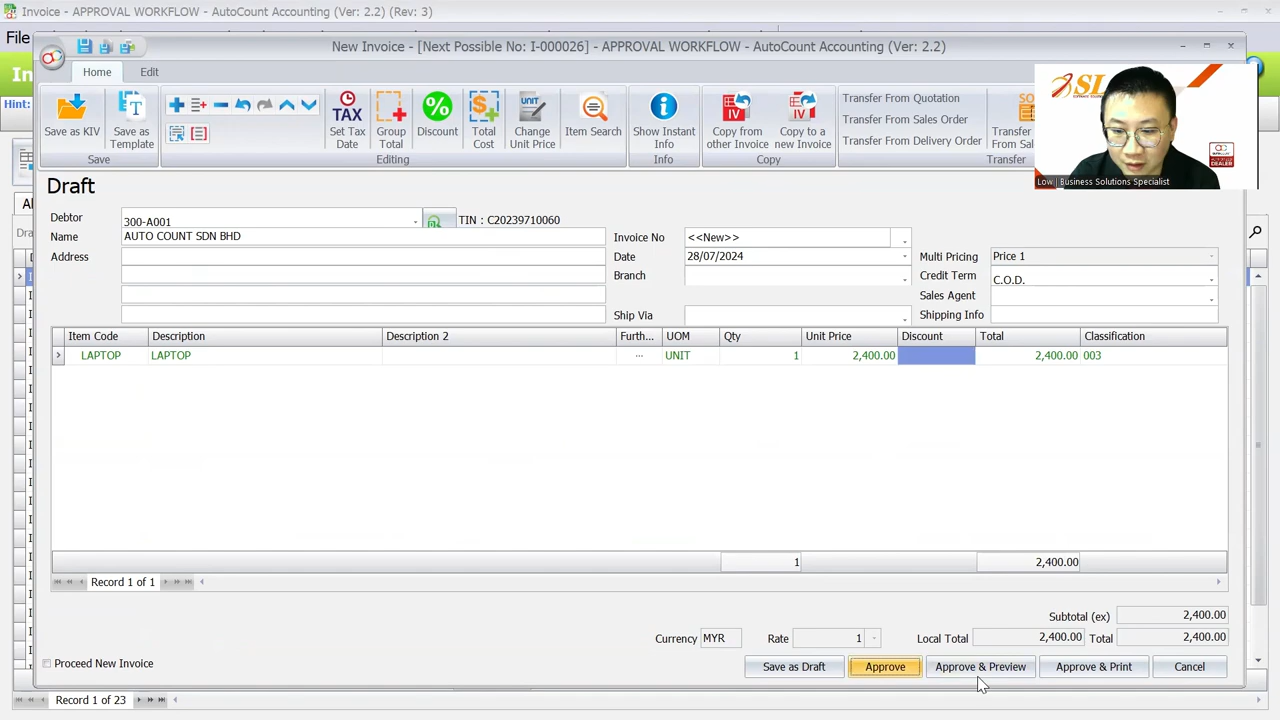 Invoice - APPROVAL WORKFLOW - AutoCount Accounting (Ver: 2.2) (Rev: 3)
File
Hint:
New Invoice - [Next Possible No: I-000026] - APPROVAL WORKFLOW - AutoCount Accounting (Ver: 2.2)
Home Edit
Save as KIV
Save as Template
Save
Set Tax Date
Group Total
Discount
Total Cost
Change Unit Price
Item Search
Editing
Show Instant Info
Info
Copy from other Invoice
Copy to a new Invoice
Copy
Transfer From Quotation
Transfer From Sales Order
Transfer From Delivery Order
Transfer
SL
Low | Business Solutions Specialist
Draft
Debtor 300-A001 TIN : C20239710060
Name AUTO COUNT SDN BHD
Address
Invoice No <<New>>
Date 28/07/2024
Branch
Ship Via
Multi Pricing Price 1
Credit Term C.O.D.
Sales Agent
Shipping Info
Item Code Description Description 2 Furth... UOM Qty Unit Price Discount Total Classification
LAPTOP LAPTOP ... UNIT 1 2,400.00 2,400.00 003
1 2,400.00
Record 1 of 1
Subtotal (ex) 2,400.00
Currency MYR Rate 1 Local Total 2,400.00 Total 2,400.00
Proceed New Invoice
Save as Draft Approve Approve & Preview Approve & Print Cancel
Record 1 of 23